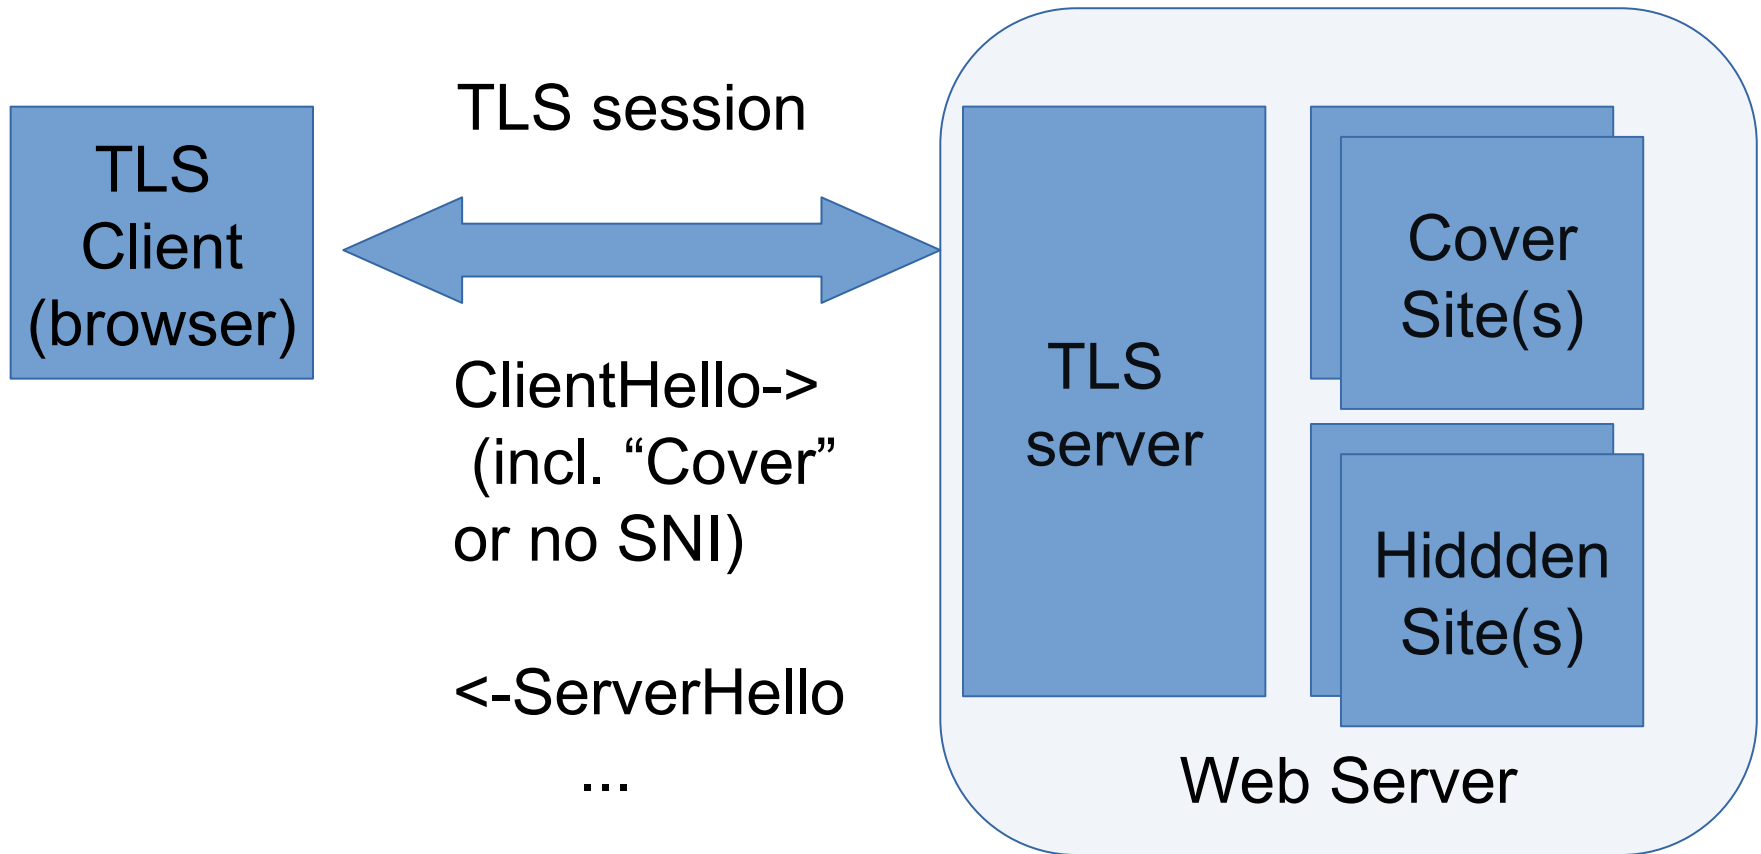 TLS
Client
(browser)
TLS session
ClientHello->
(incl. “Cover”
or no SNI)
<-ServerHello
...
TLS
server
Cover
Site(s)
Hiddden
Site(s)
Web Server